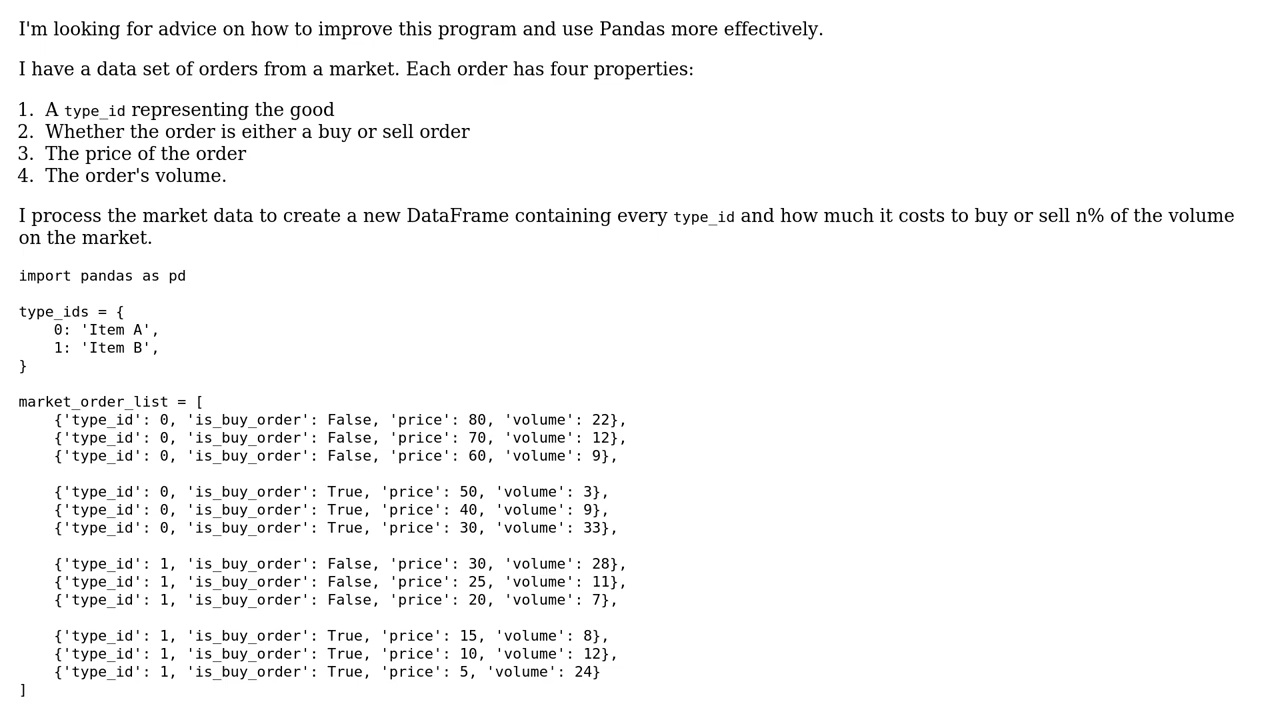 I'm looking for advice on how to improve this program and use Pandas more effectively.
I have a data set of orders from a market. Each order has four properties:
1. A type_id representing the good
2. Whether the order is either a buy or sell order
3. The price of the order
4. The order's volume.
I process the market data to create a new DataFrame containing every type_id and how much it costs to buy or sell n% of the volume
on the market.
import pandas as pd
type_ids = {
    0: 'Item A',
    1: 'Item B',
}
market_order_list = [
    {'type_id': 0, 'is_buy_order': False, 'price': 80, 'volume': 22},
    {'type_id': 0, 'is_buy_order': False, 'price': 70, 'volume': 12},
    {'type_id': 0, 'is_buy_order': False, 'price': 60, 'volume': 9},
    {'type_id': 0, 'is_buy_order': True, 'price': 50, 'volume': 3},
    {'type_id': 0, 'is_buy_order': True, 'price': 40, 'volume': 9},
    {'type_id': 0, 'is_buy_order': True, 'price': 30, 'volume': 33},
    {'type_id': 1, 'is_buy_order': False, 'price': 30, 'volume': 28},
    {'type_id': 1, 'is_buy_order': False, 'price': 25, 'volume': 11},
    {'type_id': 1, 'is_buy_order': False, 'price': 20, 'volume': 7},
    {'type_id': 1, 'is_buy_order': True, 'price': 15, 'volume': 8},
    {'type_id': 1, 'is_buy_order': True, 'price': 10, 'volume': 12},
    {'type_id': 1, 'is_buy_order': True, 'price': 5, 'volume': 24}
]